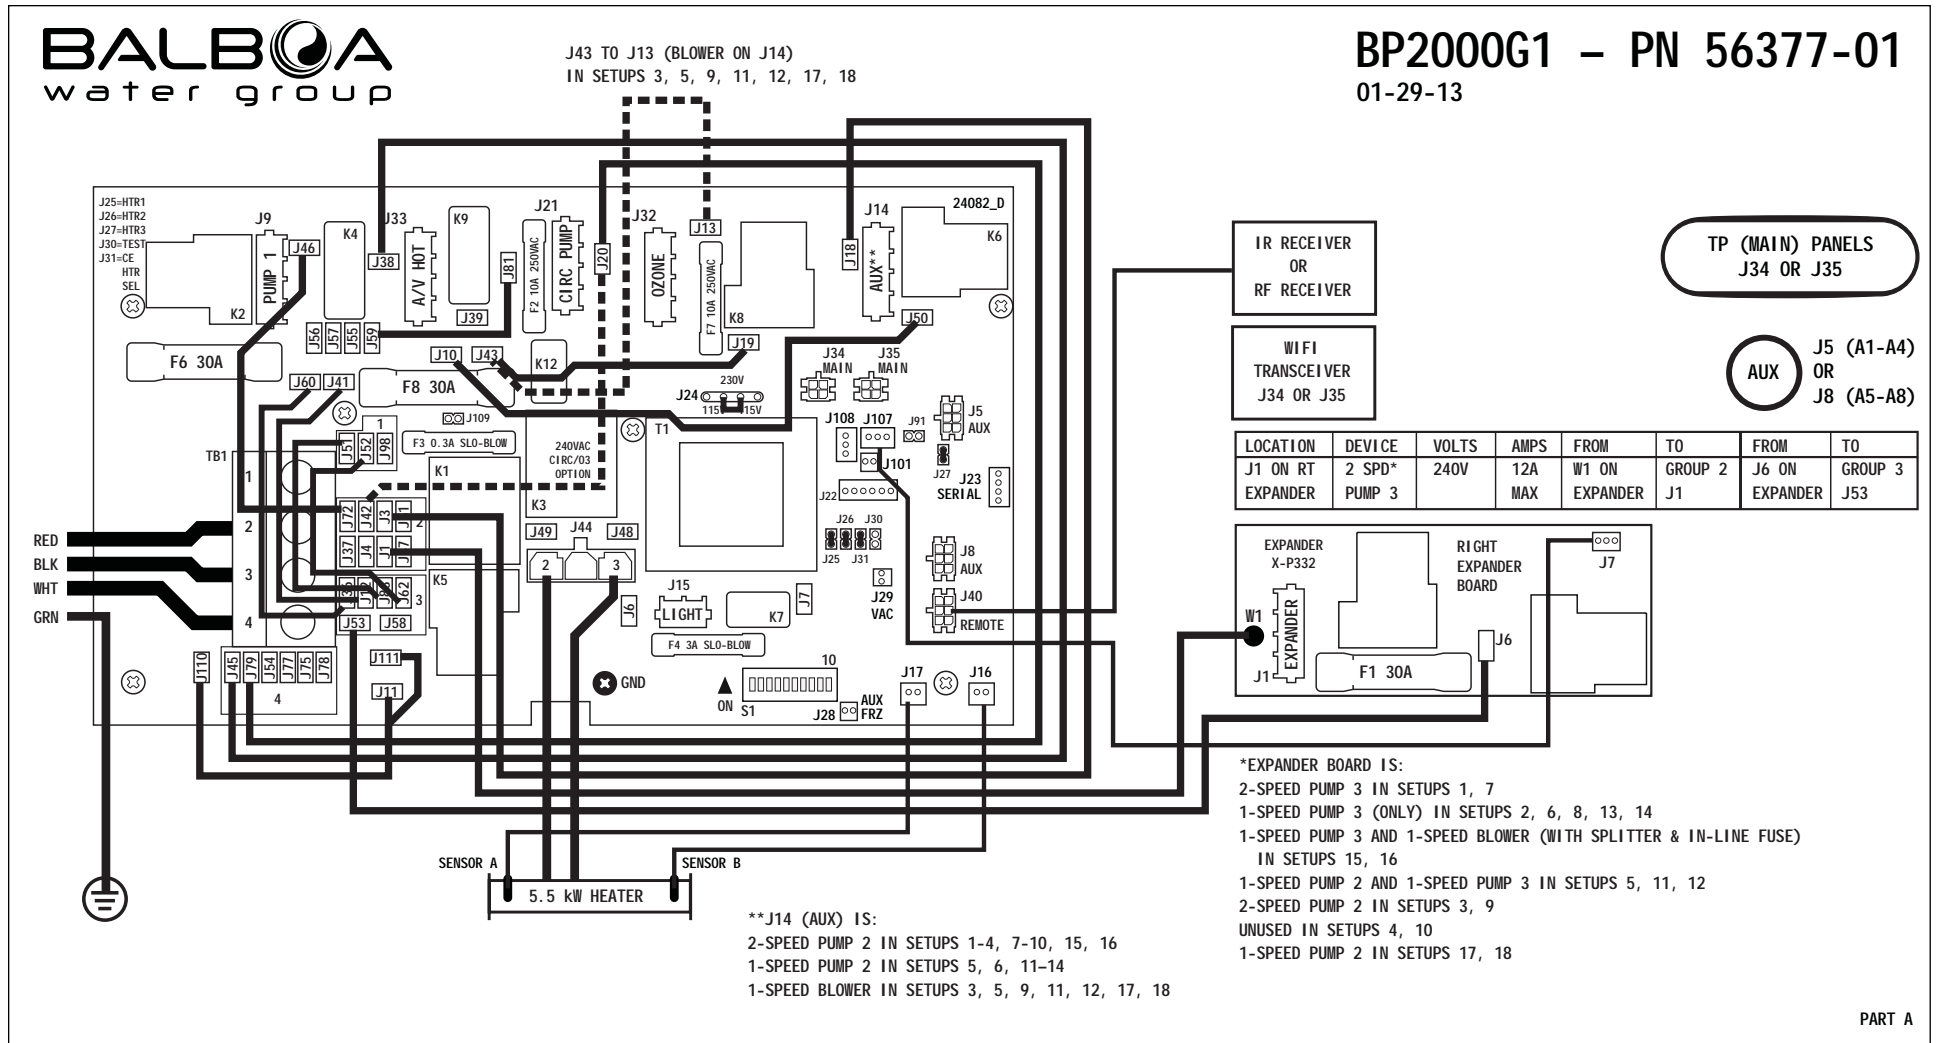 BALBOA
water group
J43 TO J13 (BLOWER ON J14)
IN SETUPS 3, 5, 9, 11, 12, 17, 18
BP2000G1 – PN 56377-01
01-29-13
J25=HTR1
J26=HTR2
J27=HTR3
J30=TEST
J31=CE
HTR
SEL
J9
PUMP 1
J46
K2
K4
J33
A/V HOT
J38
K9
J39
J81
J21
F2 10A 250VAC
CIRC PUMP
J20
J32
OZONE
J13
F7 10A 250VAC
K8
J18
J14
AUX**
24082_D
K6
J50
J56
J57
J55
J59
F6 30A
J60
J41
J10
J43
F8 30A
K12
J19
J34
MAIN
J35
MAIN
230V
J24
115V
J109
F3 0.3A SLO-BLOW
240VAC
CIRC/O3
OPTION
K3
T1
J108
J107
J91
J5
AUX
J101
J27
J23
SERIAL
J22
TB1
1
2
3
4
1
J51
J52
J98
K1
J72
J42
J3
2
J37
J4
J1
3
J62
J53
J58
K5
J49
J44
J48
2
3
J26
J30
J25
J31
J8
AUX
J29
VAC
J40
REMOTE
J6
J15
LIGHT
K7
J7
F4 3A SLO-BLOW
RED
BLK
WHT
GRN
J110
J45
J79
J54
J77
J75
J78
4
J111
J11
GND
ON
10
S1
J28
AUX
FRZ
J17
J16
SENSOR A
SENSOR B
5.5 kW HEATER
IR RECEIVER
OR
RF RECEIVER
WIFI
TRANSCEIVER
J34 OR J35
TP (MAIN) PANELS
J34 OR J35
AUX
J5 (A1-A4)
OR
J8 (A5-A8)
LOCATION DEVICE VOLTS AMPS FROM TO FROM TO
J1 ON RT 2 SPD* 240V 12A W1 ON GROUP 2 J6 ON GROUP 3
EXPANDER PUMP 3 MAX EXPANDER J1 EXPANDER J53
EXPANDER
X-P332
RIGHT
EXPANDER
BOARD
J7
W1
EXPANDER
J1
F1 30A
J6
*EXPANDER BOARD IS:
2-SPEED PUMP 3 IN SETUPS 1, 7
1-SPEED PUMP 3 (ONLY) IN SETUPS 2, 6, 8, 13, 14
1-SPEED PUMP 3 AND 1-SPEED BLOWER (WITH SPLITTER & IN-LINE FUSE)
IN SETUPS 15, 16
1-SPEED PUMP 2 AND 1-SPEED PUMP 3 IN SETUPS 5, 11, 12
2-SPEED PUMP 2 IN SETUPS 3, 9
UNUSED IN SETUPS 4, 10
1-SPEED PUMP 2 IN SETUPS 17, 18
**J14 (AUX) IS:
2-SPEED PUMP 2 IN SETUPS 1-4, 7-10, 15, 16
1-SPEED PUMP 2 IN SETUPS 5, 6, 11–14
1-SPEED BLOWER IN SETUPS 3, 5, 9, 11, 12, 17, 18
PART A